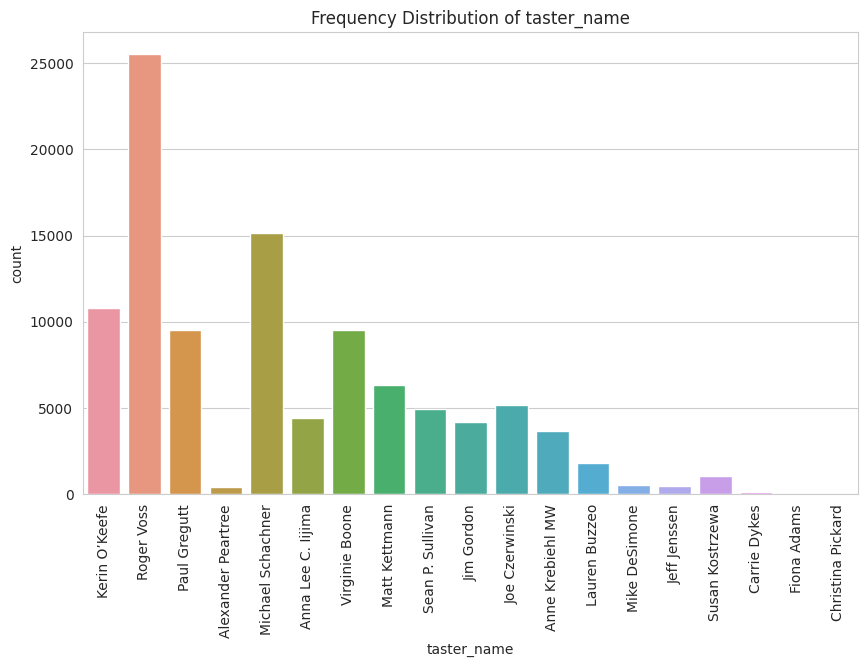 Frequency Distribution of taster_name
count
25000
20000
15000
10000
5000
0
Kerin O’Keefe
Roger Voss
Paul Gregutt
Alexander Peartree
Michael Schachner
Anna Lee C. Iijima
Virginie Boone
Matt Kettmann
Sean P. Sullivan
Jim Gordon
Joe Czerwinski
Anne Krebiehl MW
Lauren Buzzeo
Mike DeSimone
Jeff Jenssen
Susan Kostrzewa
Carrie Dykes
Fiona Adams
Christina Pickard
taster_name